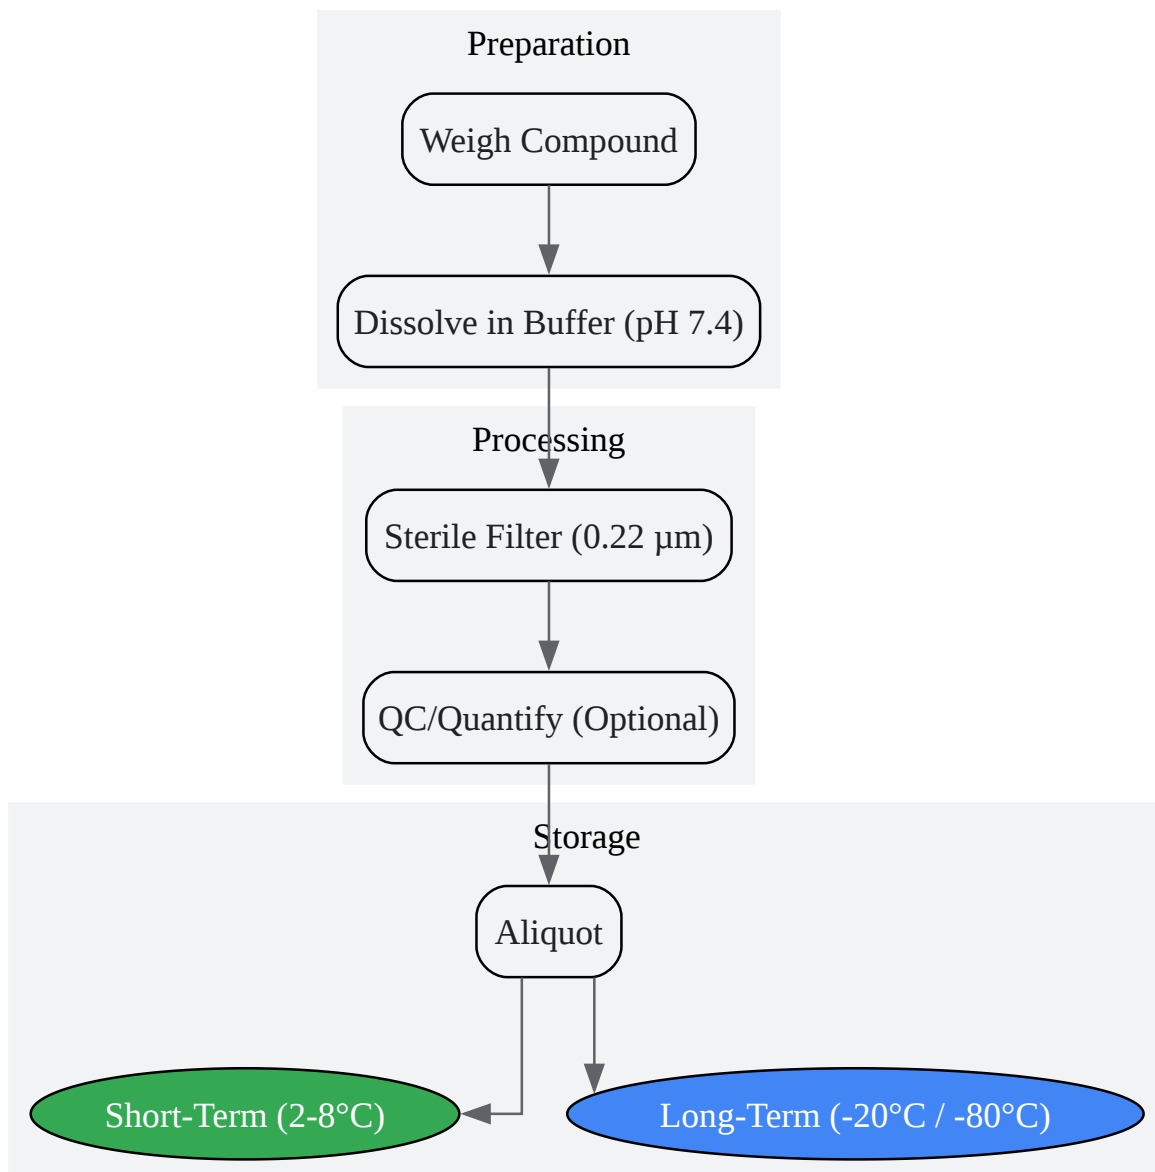 Preparation
Weigh Compound
Dissolve in Buffer (pH 7.4)
Processing
Sterile Filter (0.22 µm)
QC/Quantify (Optional)
Storage
Aliquot
Short-Term (2-8°C)
Long-Term (-20°C / -80°C)